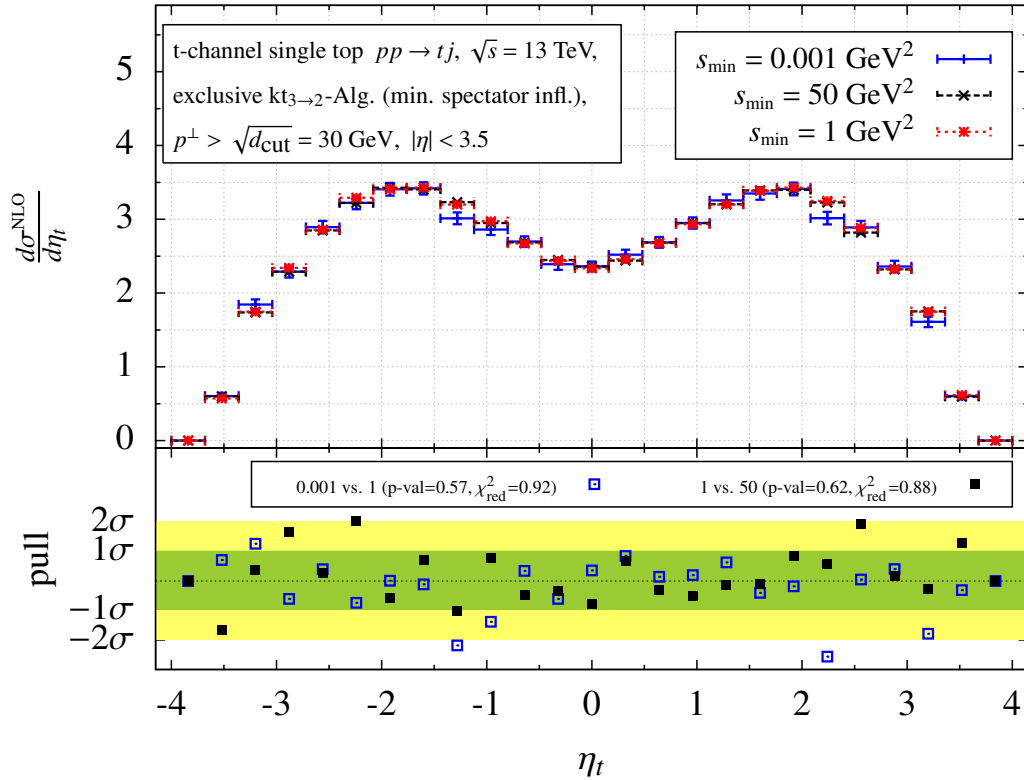 t-channel single top pp → tj, √s = 13 TeV,
exclusive kt3→2-Alg. (min. spectator infl.),
p⊥ > √dcut = 30 GeV, |η| < 3.5
smin = 0.001 GeV²
smin = 50 GeV²
smin = 1 GeV²
5
4
3
2
1
0
dσNLO
dηt
0.001 vs. 1 (p-val=0.57, χ²red=0.92)
1 vs. 50 (p-val=0.62, χ²red=0.88)
2σ
1σ
−1σ
−2σ
pull
-4 -3 -2 -1 0 1 2 3 4
ηt